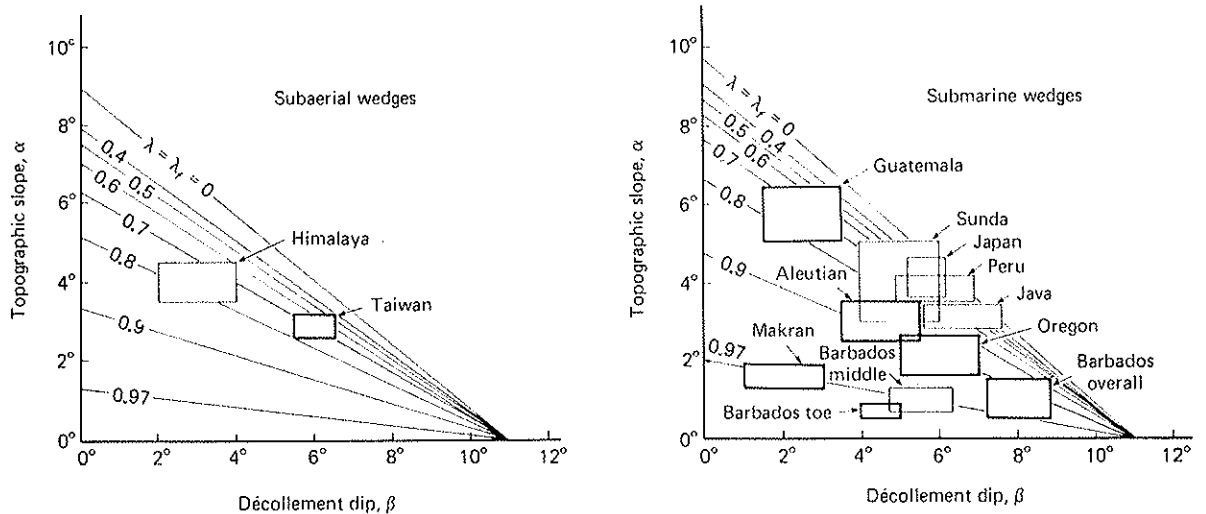 10°
8°
6°
4°
2°
0°
Topographic slope, α
Subaerial wedges
λ = λf = 0
0.4
0.5
0.6
0.7
0.8
0.9
0.97
Himalaya
Taiwan
0° 2° 4° 6° 8° 10° 12°
Décollement dip, β
10°
8°
6°
4°
2°
0°
Topographic slope, α
Submarine wedges
λ = λf = 0
0.4
0.5
0.6
0.7
0.8
0.9
0.97
Guatemala
Sunda
Japan
Peru
Aleutian
Java
Makran
Oregon
Barbados
middle
Barbados
overall
Barbados toe
0° 2° 4° 6° 8° 10° 12°
Décollement dip, β